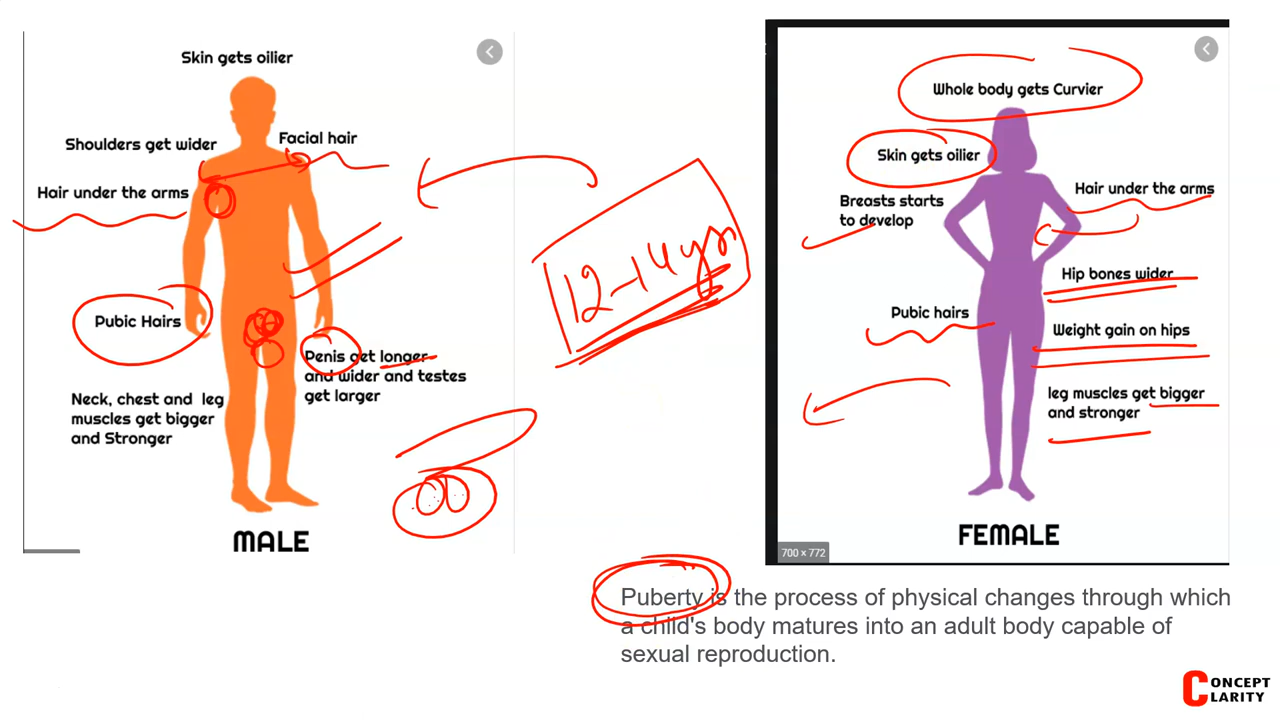 Skin gets oilier
Shoulders get wider
Facial hair
Hair under the arms
Pubic Hairs
Penis get longer
and wider and testes
get larger
Neck, chest and leg
muscles get bigger
and Stronger
MALE
12-14yrs
Whole body gets Curvier
Skin gets oilier
Breasts starts
to develop
Hair under the arms
Hip bones wider
Pubic hairs
Weight gain on hips
leg muscles get bigger
and stronger
FEMALE
700 × 772
Puberty is the process of physical changes through which
a child's body matures into an adult body capable of
sexual reproduction.
CONCEPT
CLARITY